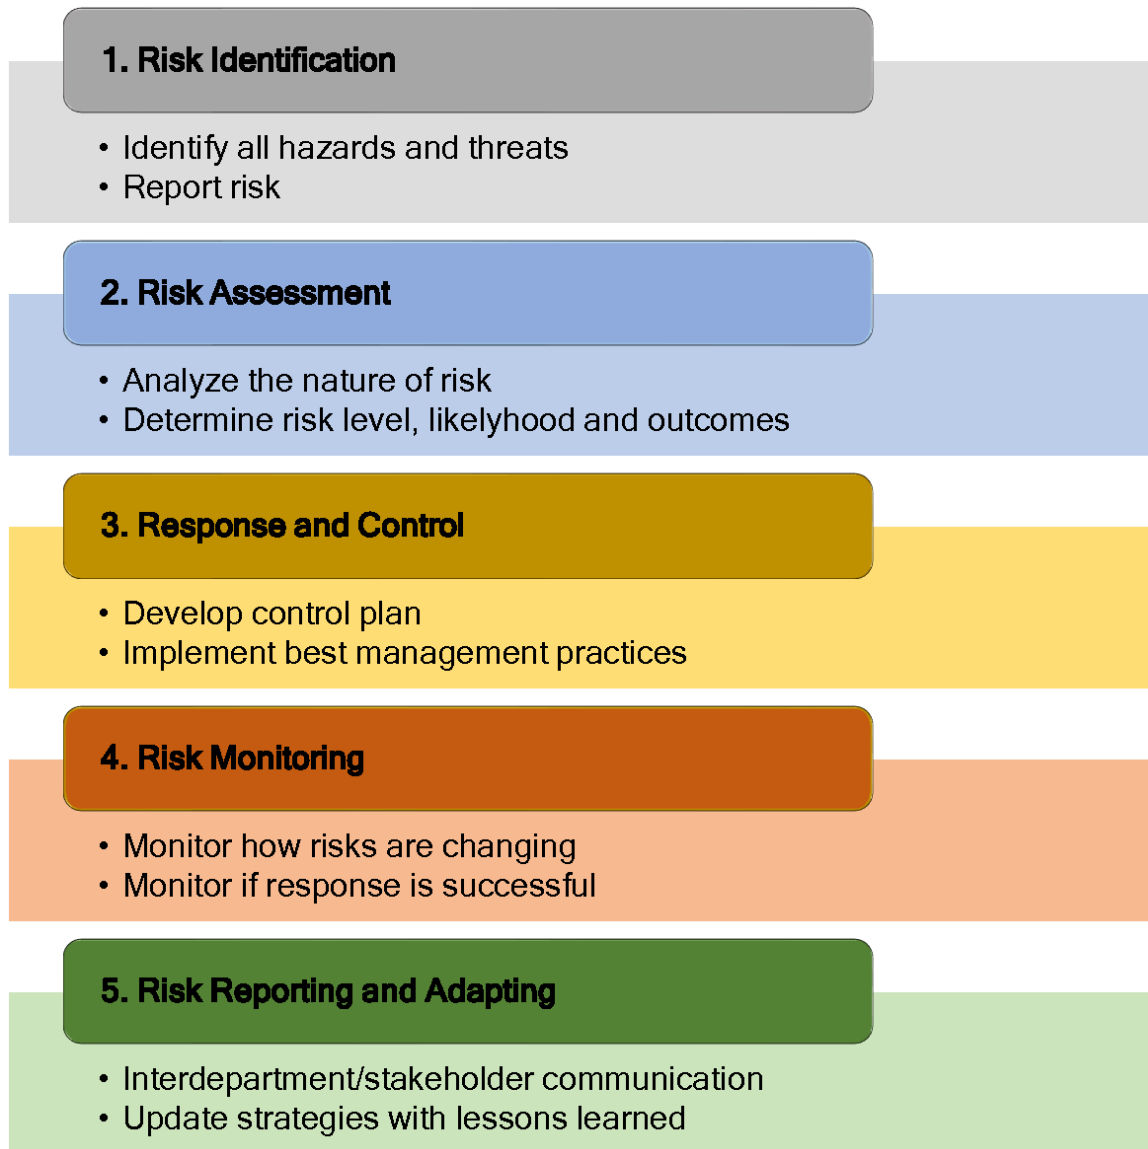 1. Risk Identification
• Identify all hazards and threats
• Report risk
2. Risk Assessment
• Analyze the nature of risk
• Determine risk level, likelyhood and outcomes
3. Response and Control
• Develop control plan
• Implement best management practices
4. Risk Monitoring
• Monitor how risks are changing
• Monitor if response is successful
5. Risk Reporting and Adapting
• Interdepartment/stakeholder communication
• Update strategies with lessons learned